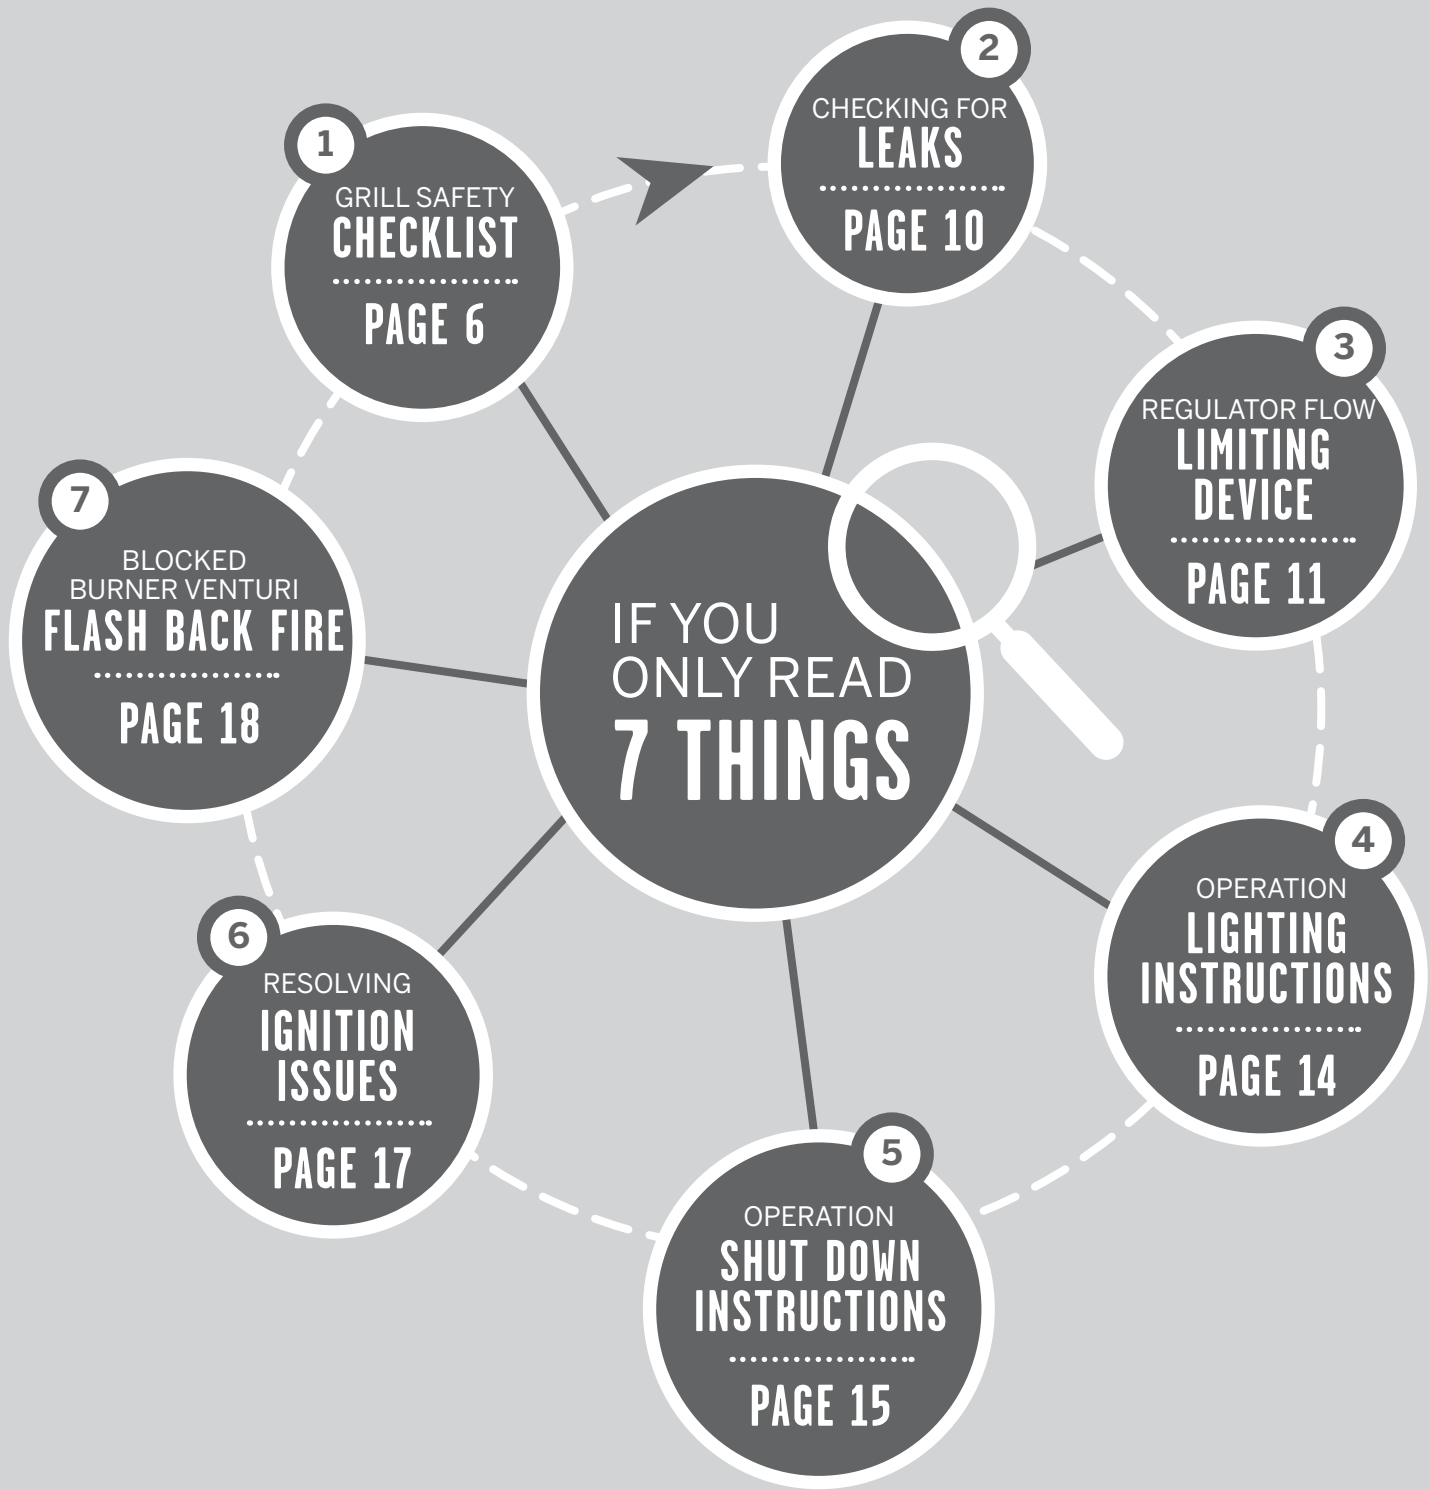 IF YOU
ONLY READ
7 THINGS
1
GRILL SAFETY
CHECKLIST
PAGE 6
2
CHECKING FOR
LEAKS
PAGE 10
3
REGULATOR FLOW
LIMITING
DEVICE
PAGE 11
4
OPERATION
LIGHTING
INSTRUCTIONS
PAGE 14
5
OPERATION
SHUT DOWN
INSTRUCTIONS
PAGE 15
6
RESOLVING
IGNITION
ISSUES
PAGE 17
7
BLOCKED
BURNER VENTURI
FLASH BACK FIRE
PAGE 18